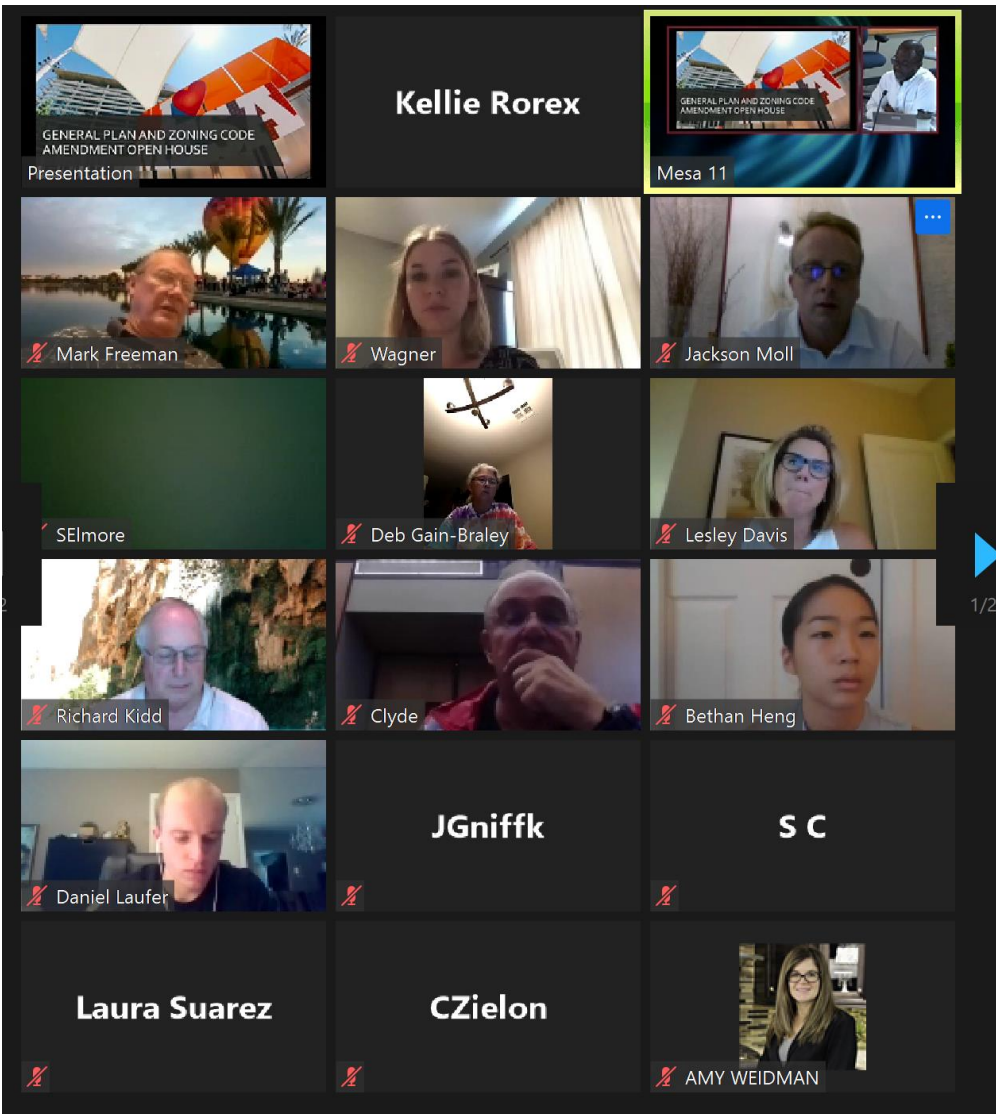 GENERAL PLAN AND ZONING CODE
AMENDMENT OPEN HOUSE
Presentation
Kellie Rorex
GENERAL PLAN AND ZONING CODE
AMENDMENT OPEN HOUSE
Mesa 11
Mark Freeman
Wagner
Jackson Moll
SElmore
Deb Gain-Braley
Lesley Davis
1/2
Richard Kidd
Clyde
Bethan Heng
Daniel Laufer
JGniffk
S C
Laura Suarez
CZielon
AMY WEIDMAN